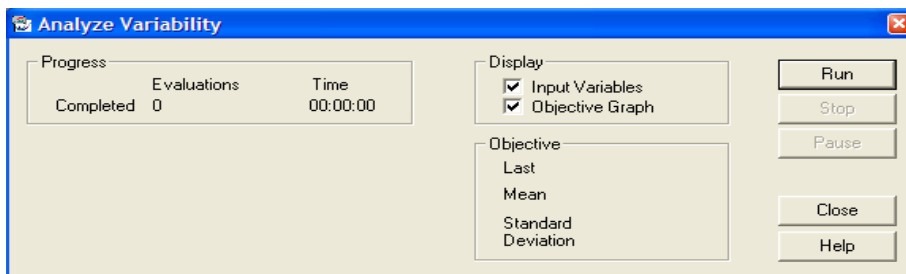 Analyze Variability
Progress
Evaluations Time
Completed 0 00:00:00
Display
Input Variables
Objective Graph
Objective
Last
Mean
Standard
Deviation
Run
Stop
Pause
Close
Help